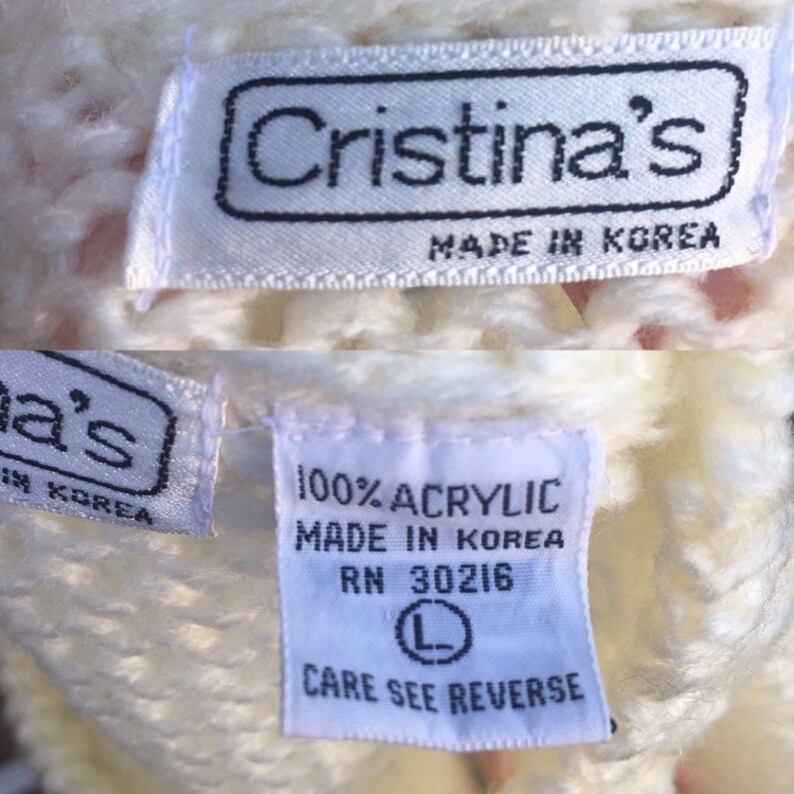 Cristina's
MADE IN KOREA
a's
IN KOREA
100% ACRYLIC
MADE IN KOREA
RN 30216
L
CARE SEE REVERSE